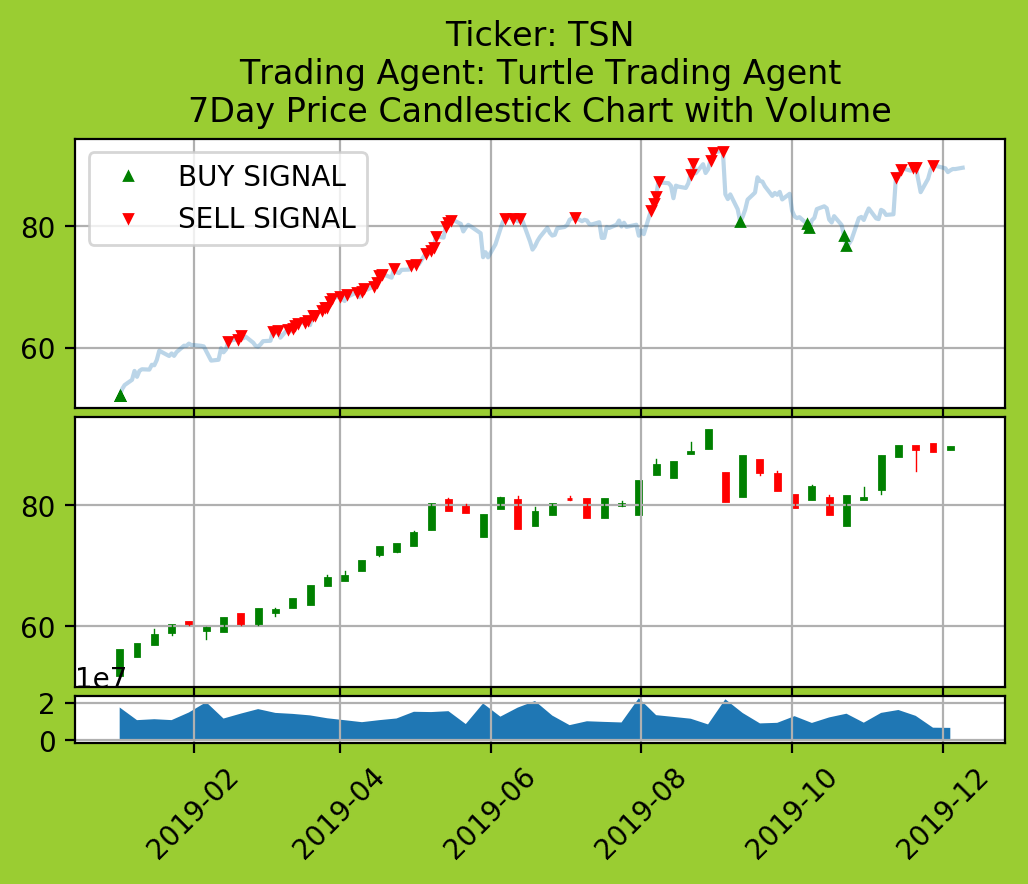 Ticker: TSN
Trading Agent: Turtle Trading Agent
7Day Price Candlestick Chart with Volume
BUY SIGNAL
SELL SIGNAL
80
60
80
60
1e7
2
0
2019-02
2019-04
2019-06
2019-08
2019-10
2019-12